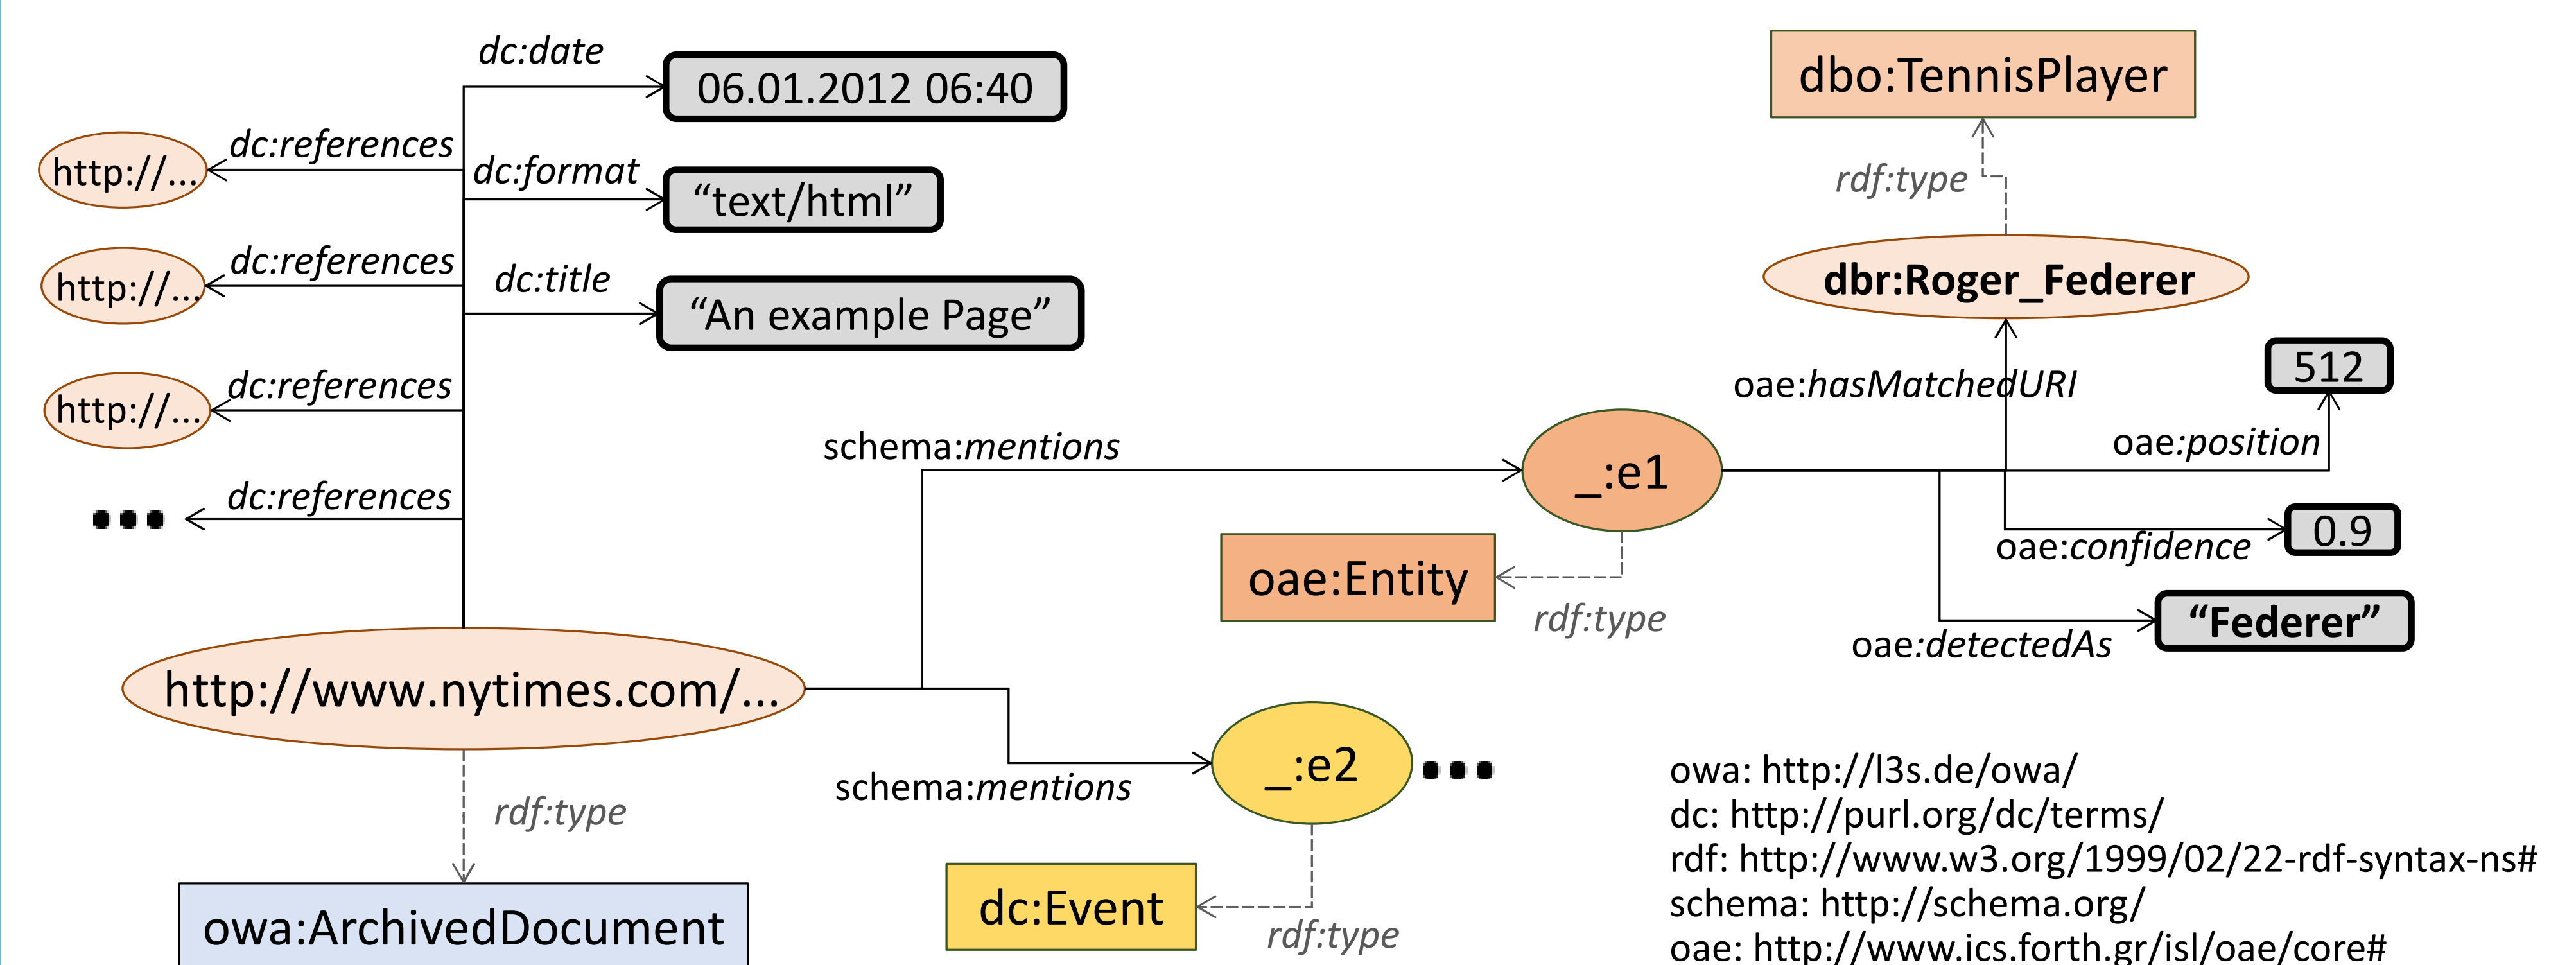 dc:date
06.01.2012 06:40
dc:references
http://...
dc:format
“text/html”
dc:references
http://...
dc:title
“An example Page”
dc:references
http://...
dc:references
...
http://www.nytimes.com/...
rdf:type
owa:ArchivedDocument
schema:mentions
_:e1
rdf:type
oae:Entity
schema:mentions
_:e2
...
rdf:type
dc:Event
dbo:TennisPlayer
rdf:type
dbr:Roger_Federer
oae:hasMatchedURI
512
oae:position
0.9
oae:confidence
“Federer”
oae:detectedAs
owa: http://l3s.de/owa/
dc: http://purl.org/dc/terms/
rdf: http://www.w3.org/1999/02/22-rdf-syntax-ns#
schema: http://schema.org/
oae: http://www.ics.forth.gr/isl/oae/core#